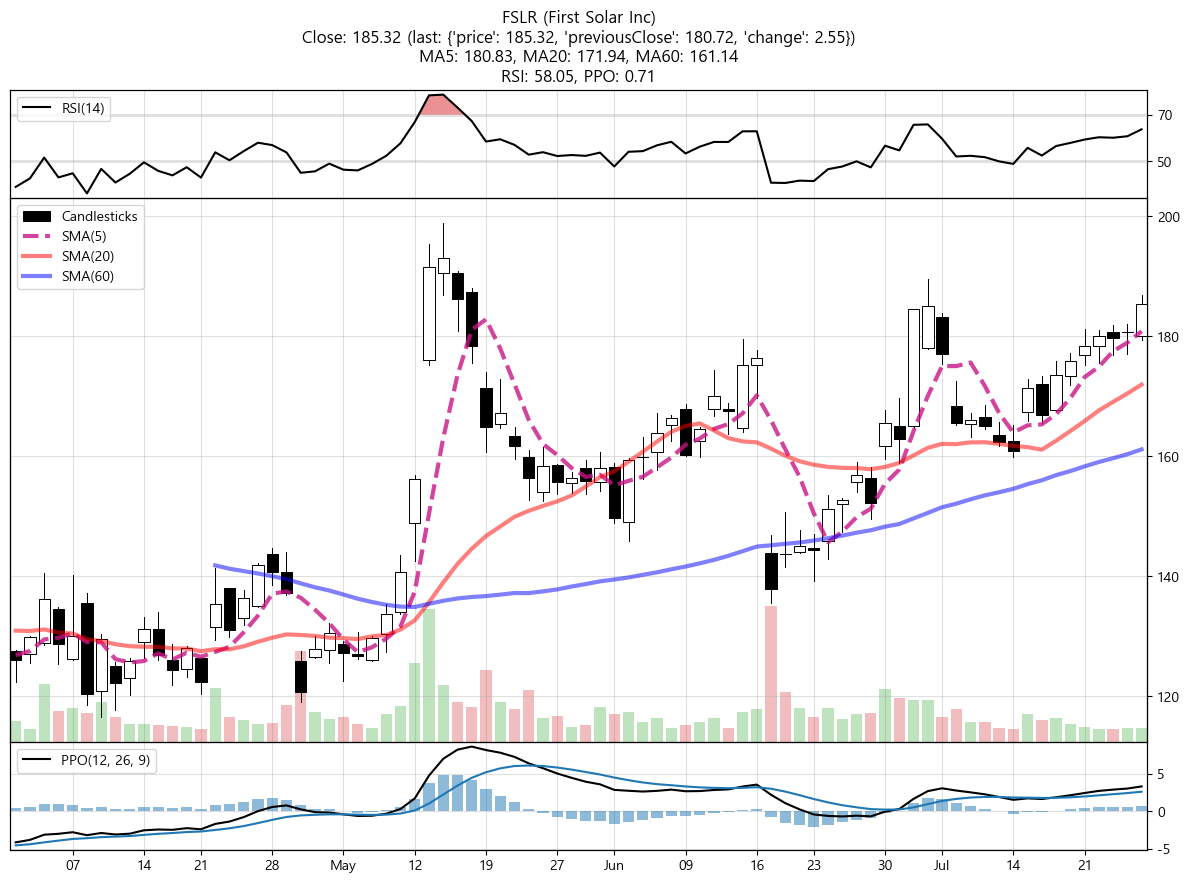 FSLR (First Solar Inc)
Close: 185.32 (last: {'price': 185.32, 'previousClose': 180.72, 'change': 2.55})
MA5: 180.83, MA20: 171.94, MA60: 161.14
RSI: 58.05, PPO: 0.71
RSI(14)
70
50
Candlesticks
SMA(5)
SMA(20)
SMA(60)
200
180
160
140
120
PPO(12, 26, 9)
5
0
-5
07 14 21 28 May 12 19 27 Jun 09 16 23 30 Jul 14 21